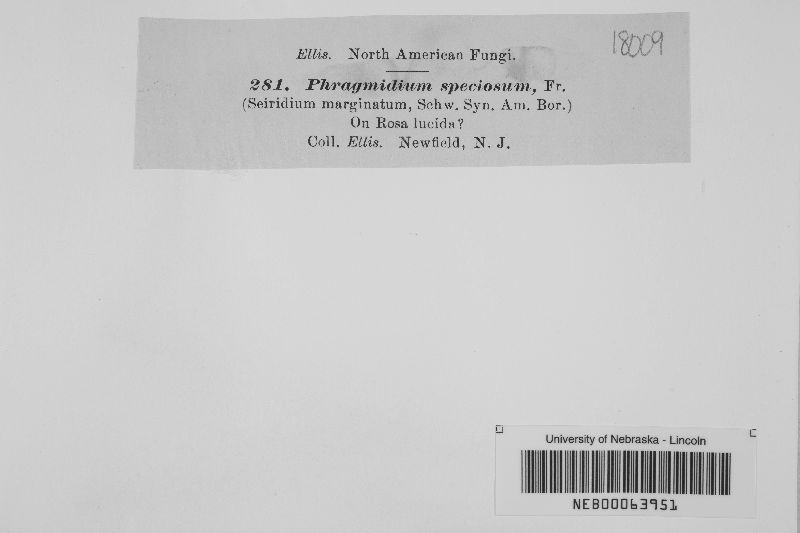 Ellis. North American Fungi.
18009
281. Phragmidium speciosum, Fr.
(Seiridium marginatum, Schw. Syn. Am. Bor.)
On Rosa lucida?
Coll. Ellis. Newfield, N. J.
University of Nebraska - Lincoln
NEB00063951